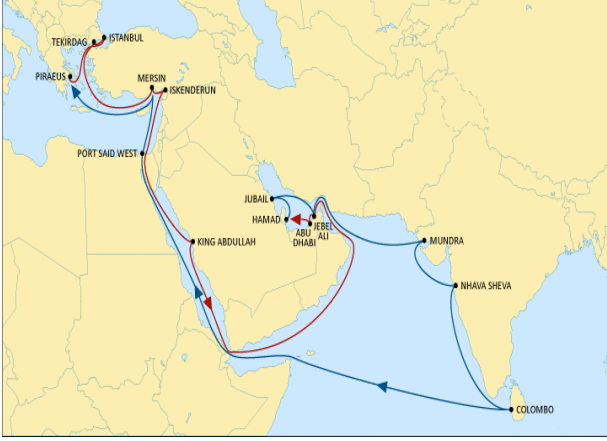 ISTANBUL
TEKIRDAG
PIRAEUS
MERSIN
ISKENDERUN
PORT SAID WEST
JUBAIL
HAMAD
JEBEL
ALI
ABU
DHABI
KING ABDULLAH
MUNDRA
NHAVA SHEVA
COLOMBO